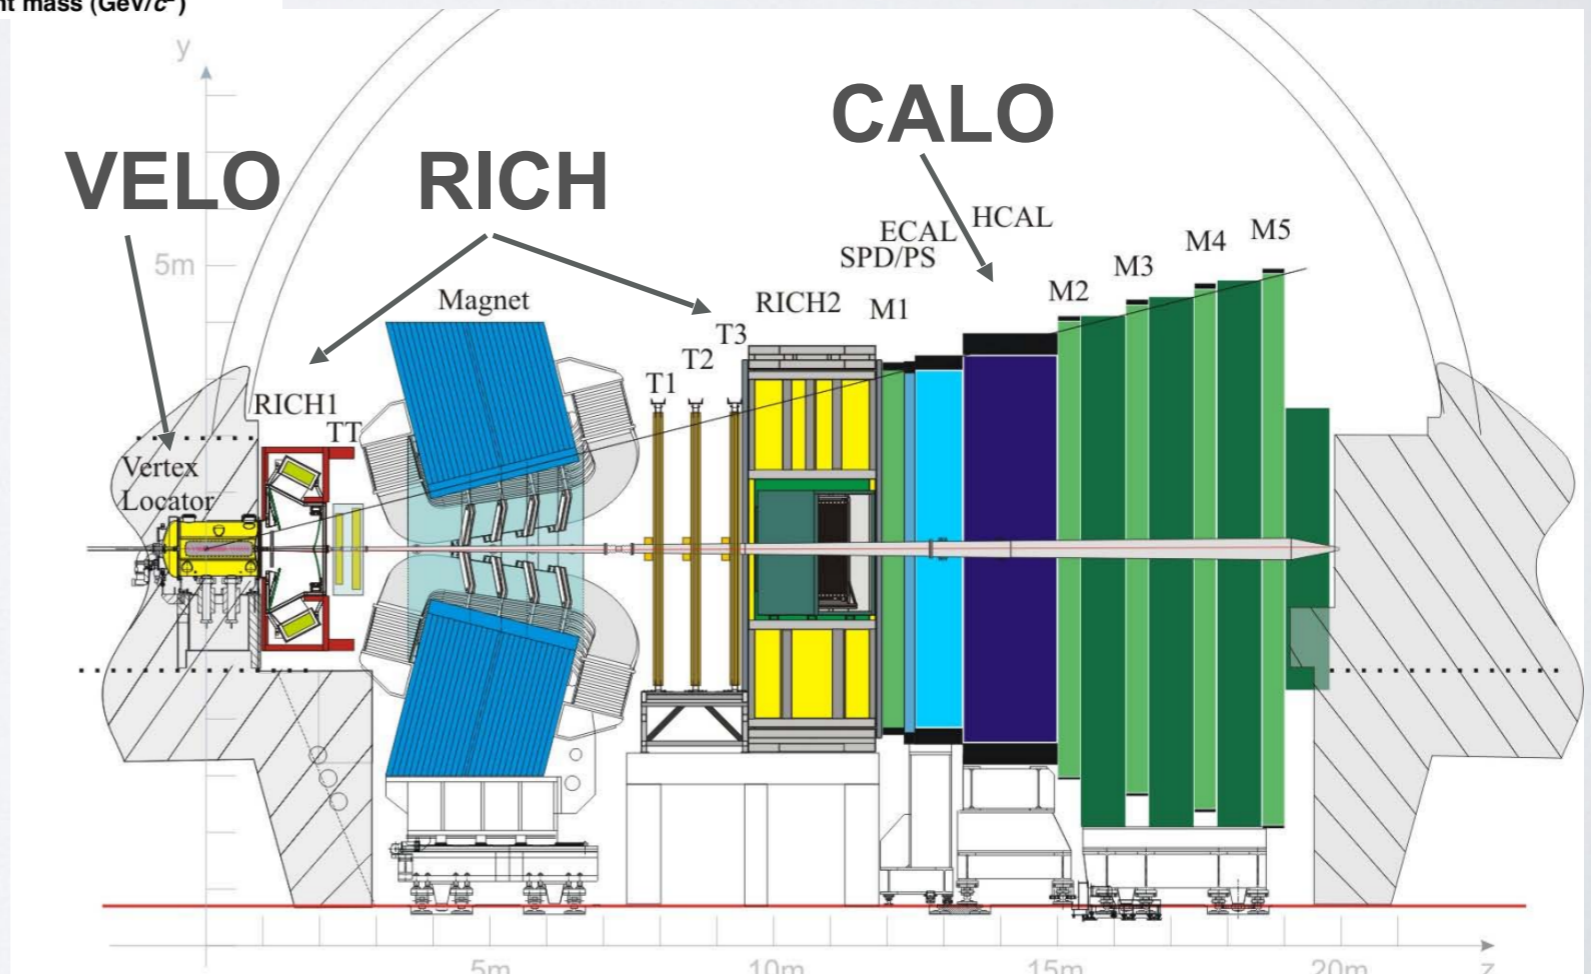 nt mass (GeV/c²)
y
CALO
VELO
RICH
HCAL
ECAL
SPD/PS
5m
M5
M4
M3
M2
Magnet
RICH2
M1
T3
T2
T1
RICH1
TT
Vertex
Locator
5m
10m
15m
20m
z